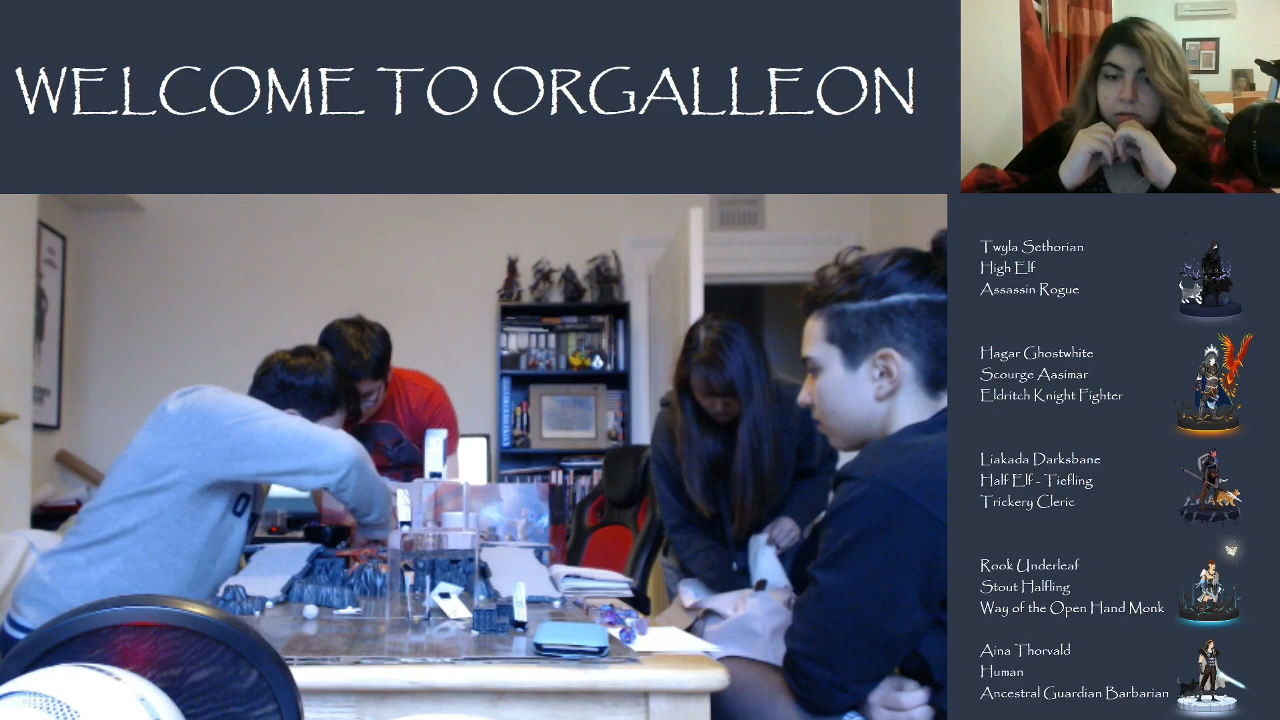 WELCOME TO ORGALLEON
Twyla Sethorian
High Elf
Assassin Rogue
Hagar Ghostwhite
Scourge Aasimar
Eldritch Knight Fighter
Liakada Darksbane
Half Elf - Tiefling
Trickery Cleric
Rook Underleaf
Stout Halfling
Way of the Open Hand Monk
Aina Thorvald
Human
Ancestral Guardian Barbarian